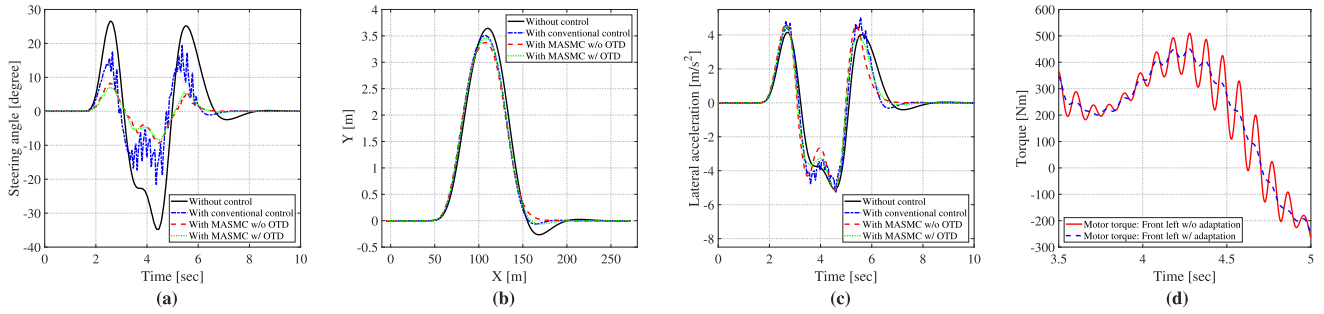 30
20
10
0
-10
-20
-30
-40
0 2 4 6 8 10
Steering angle [degree]
Time [sec]
Without control
With conventional control
With MASMC w/o OTD
With MASMC w/ OTD
(a)
4
3.5
3
2.5
2
1.5
1
0.5
0
-0.5
0 50 100 150 200 250
Y [m]
X [m]
Without control
With conventional control
With MASMC w/o OTD
With MASMC w/ OTD
(b)
4
2
0
-2
-4
-6
-8
0 2 4 6 8 10
Lateral acceleration [m/s²]
Time [sec]
Without control
With conventional control
With MASMC w/o OTD
With MASMC w/ OTD
(c)
600
500
400
300
200
100
0
-100
-200
-300
3.5 4 4.5 5
Torque [Nm]
Time [sec]
Motor torque: Front left w/o adaptation
Motor torque: Front left w/ adaptation
(d)